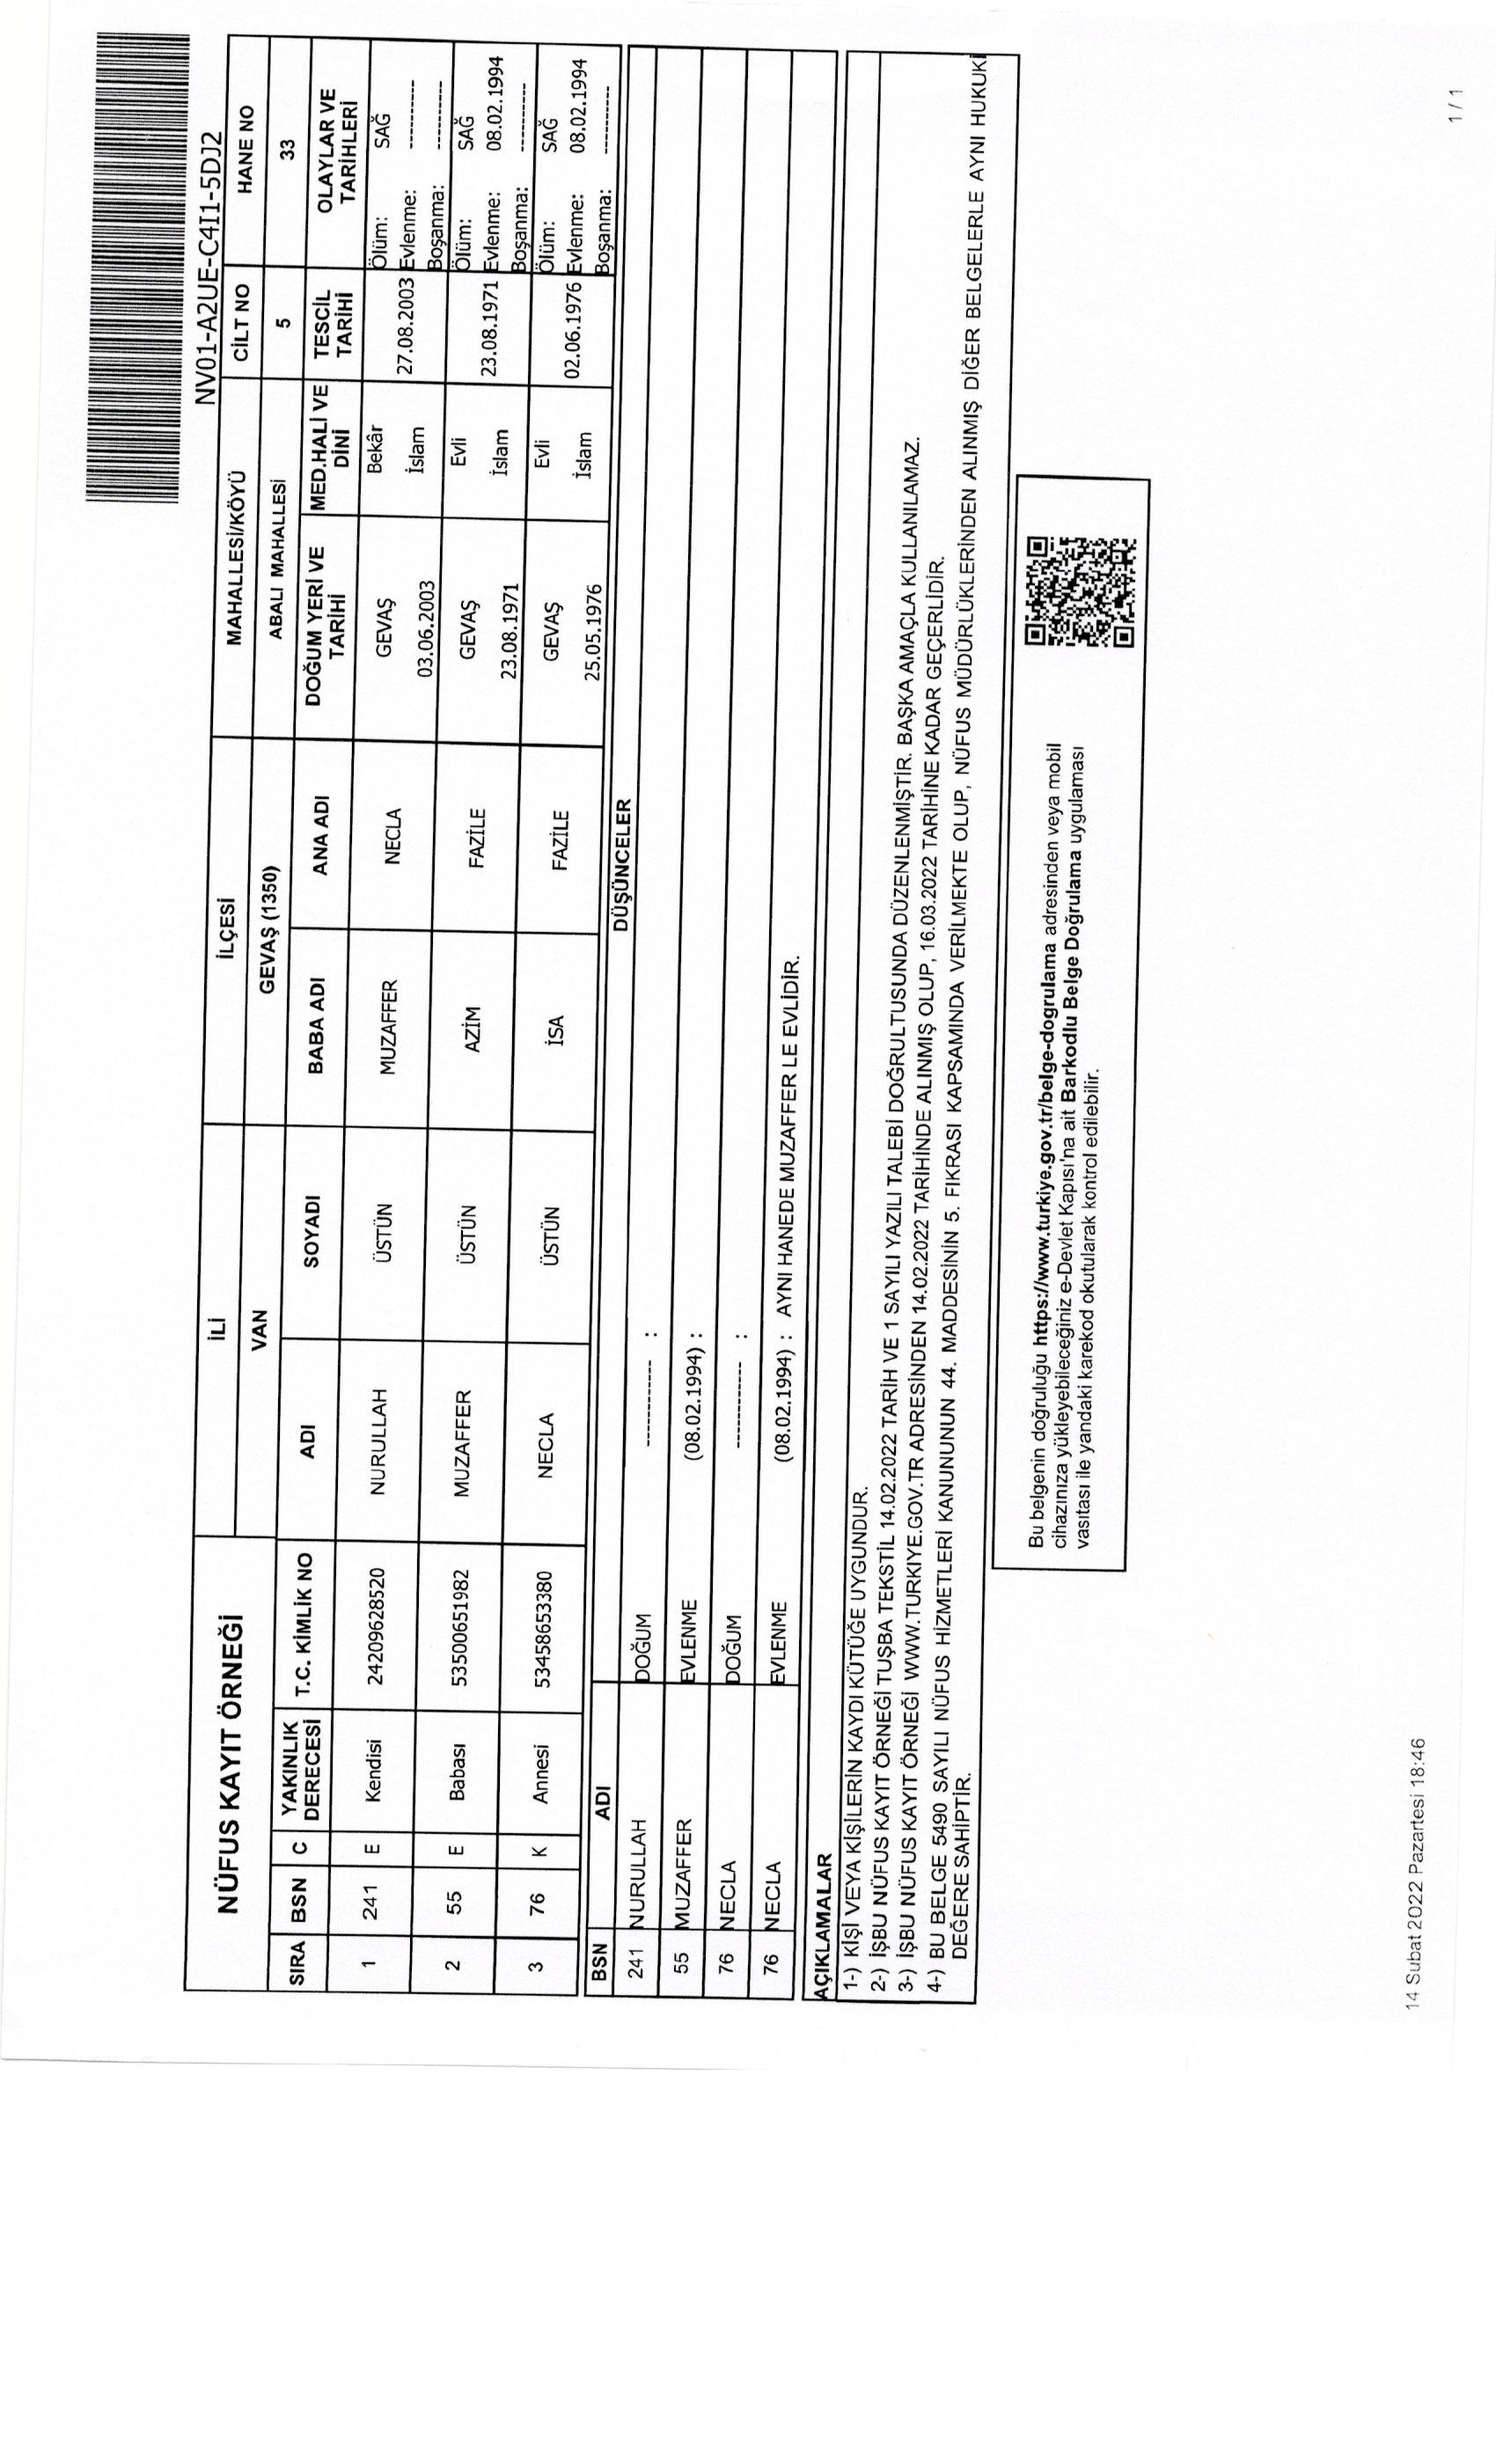 NV01-A2UE-C4I1-5DJ2
NÜFUS KAYIT ÖRNEĞİ İLİ İLÇESİ MAHALLESİ/KÖYÜ CİLT NO HANE NO
VAN GEVAŞ (1350) ABALI MAHALLESİ 5 33
SIRA BSN C YAKINLIK DERECESİ T.C. KİMLİK NO ADI SOYADI BABA ADI ANA ADI DOĞUM YERİ VE TARİHİ MED.HALİ VE DİNİ TESCİL TARİHİ OLAYLAR VE TARİHLERİ
1 241 E Kendisi 24209628520 NURULLAH ÜSTÜN MUZAFFER NECLA GEVAŞ 03.06.2003 Bekâr İslam 27.08.2003 Ölüm: SAĞ
Evlenme: ----------
Boşanma: ----------
2 55 E Babası 53500651982 MUZAFFER ÜSTÜN AZİM FAZİLE GEVAŞ 23.08.1971 Evli İslam 23.08.1971 Ölüm: SAĞ
Evlenme: 08.02.1994
Boşanma: ----------
3 76 K Annesi 53458653380 NECLA ÜSTÜN İSA FAZİLE GEVAŞ 25.05.1976 Evli İslam 02.06.1976 Ölüm: SAĞ
Evlenme: 08.02.1994
Boşanma: ----------
BSN ADI DÜŞÜNCELER
241 NURULLAH DOĞUM ------------ :
55 MUZAFFER EVLENME (08.02.1994) :
76 NECLA DOĞUM ------------ :
76 NECLA EVLENME (08.02.1994) : AYNI HANEDE MUZAFFER LE EVLİDİR.
AÇIKLAMALAR
1-) KİŞİ VEYA KİŞİLERİN KAYDI KÜTÜĞE UYGUNDUR.
2-) İŞBU NÜFUS KAYIT ÖRNEĞİ TUŞBA TEKSTİL 14.02.2022 TARİH VE 1 SAYILI YAZILI TALEBİ DOĞRULTUSUNDA DÜZENLENMİŞTİR. BAŞKA AMAÇLA KULLANILAMAZ.
3-) İŞBU NÜFUS KAYIT ÖRNEĞİ WWW.TURKIYE.GOV.TR ADRESİNDEN 14.02.2022 TARİHİNDE ALINMIŞ OLUP, 16.03.2022 TARİHİNE KADAR GEÇERLİDİR.
4-) BU BELGE 5490 SAYILI NÜFUS HİZMETLERİ KANUNUNUN 44. MADDESİNİN 5. FIKRASI KAPSAMINDA VERİLMEKTE OLUP, NÜFUS MÜDÜRLÜKLERİNDEN ALINMIŞ DİĞER BELGELERLE AYNI HUKUKİ
DEĞERE SAHİPTİR.
Bu belgenin doğruluğu https://www.turkiye.gov.tr/belge-dogrulama adresinden veya mobil
cihazınıza yükleyebileceğiniz e-Devlet Kapısı'na ait Barkodlu Belge Doğrulama uygulaması
vasıtası ile yandaki karekod okutularak kontrol edilebilir.
14 Subat 2022 Pazartesi 18:46
1 / 1